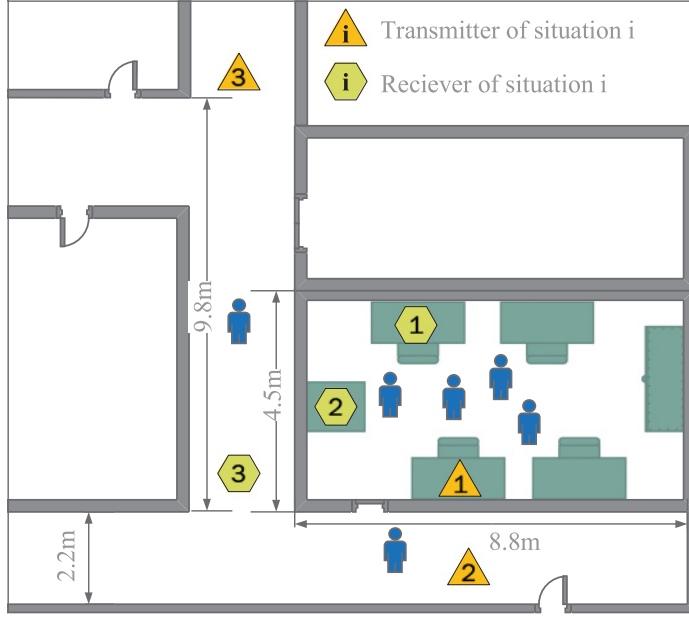 i Transmitter of situation i
3
i Reciever of situation i
9.8m
1
4.5m
2
3
1
8.8m
2.2m
2